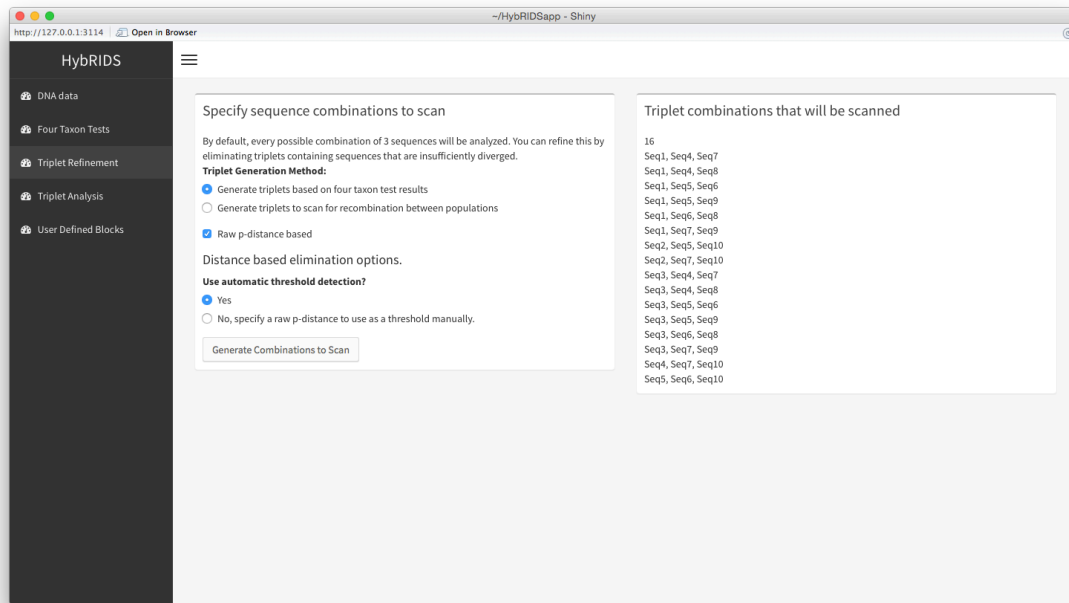 ~/HybRIDSapp - Shiny
http://127.0.0.1:3114
Open in Browser
HybRIDS
DNA data
Four Taxon Tests
Triplet Refinement
Triplet Analysis
User Defined Blocks
Specify sequence combinations to scan
By default, every possible combination of 3 sequences will be analyzed. You can refine this by
eliminating triplets containing sequences that are insufficiently diverged.
Triplet Generation Method:
Generate triplets based on four taxon test results
Generate triplets to scan for recombination between populations
Raw p-distance based
Distance based elimination options.
Use automatic threshold detection?
Yes
No, specify a raw p-distance to use as a threshold manually.
Generate Combinations to Scan
Triplet combinations that will be scanned
16
Seq1, Seq4, Seq7
Seq1, Seq4, Seq8
Seq1, Seq5, Seq6
Seq1, Seq5, Seq9
Seq1, Seq6, Seq8
Seq1, Seq7, Seq9
Seq2, Seq5, Seq10
Seq2, Seq7, Seq10
Seq3, Seq4, Seq7
Seq3, Seq4, Seq8
Seq3, Seq5, Seq6
Seq3, Seq5, Seq9
Seq3, Seq6, Seq8
Seq3, Seq7, Seq9
Seq4, Seq7, Seq10
Seq5, Seq6, Seq10